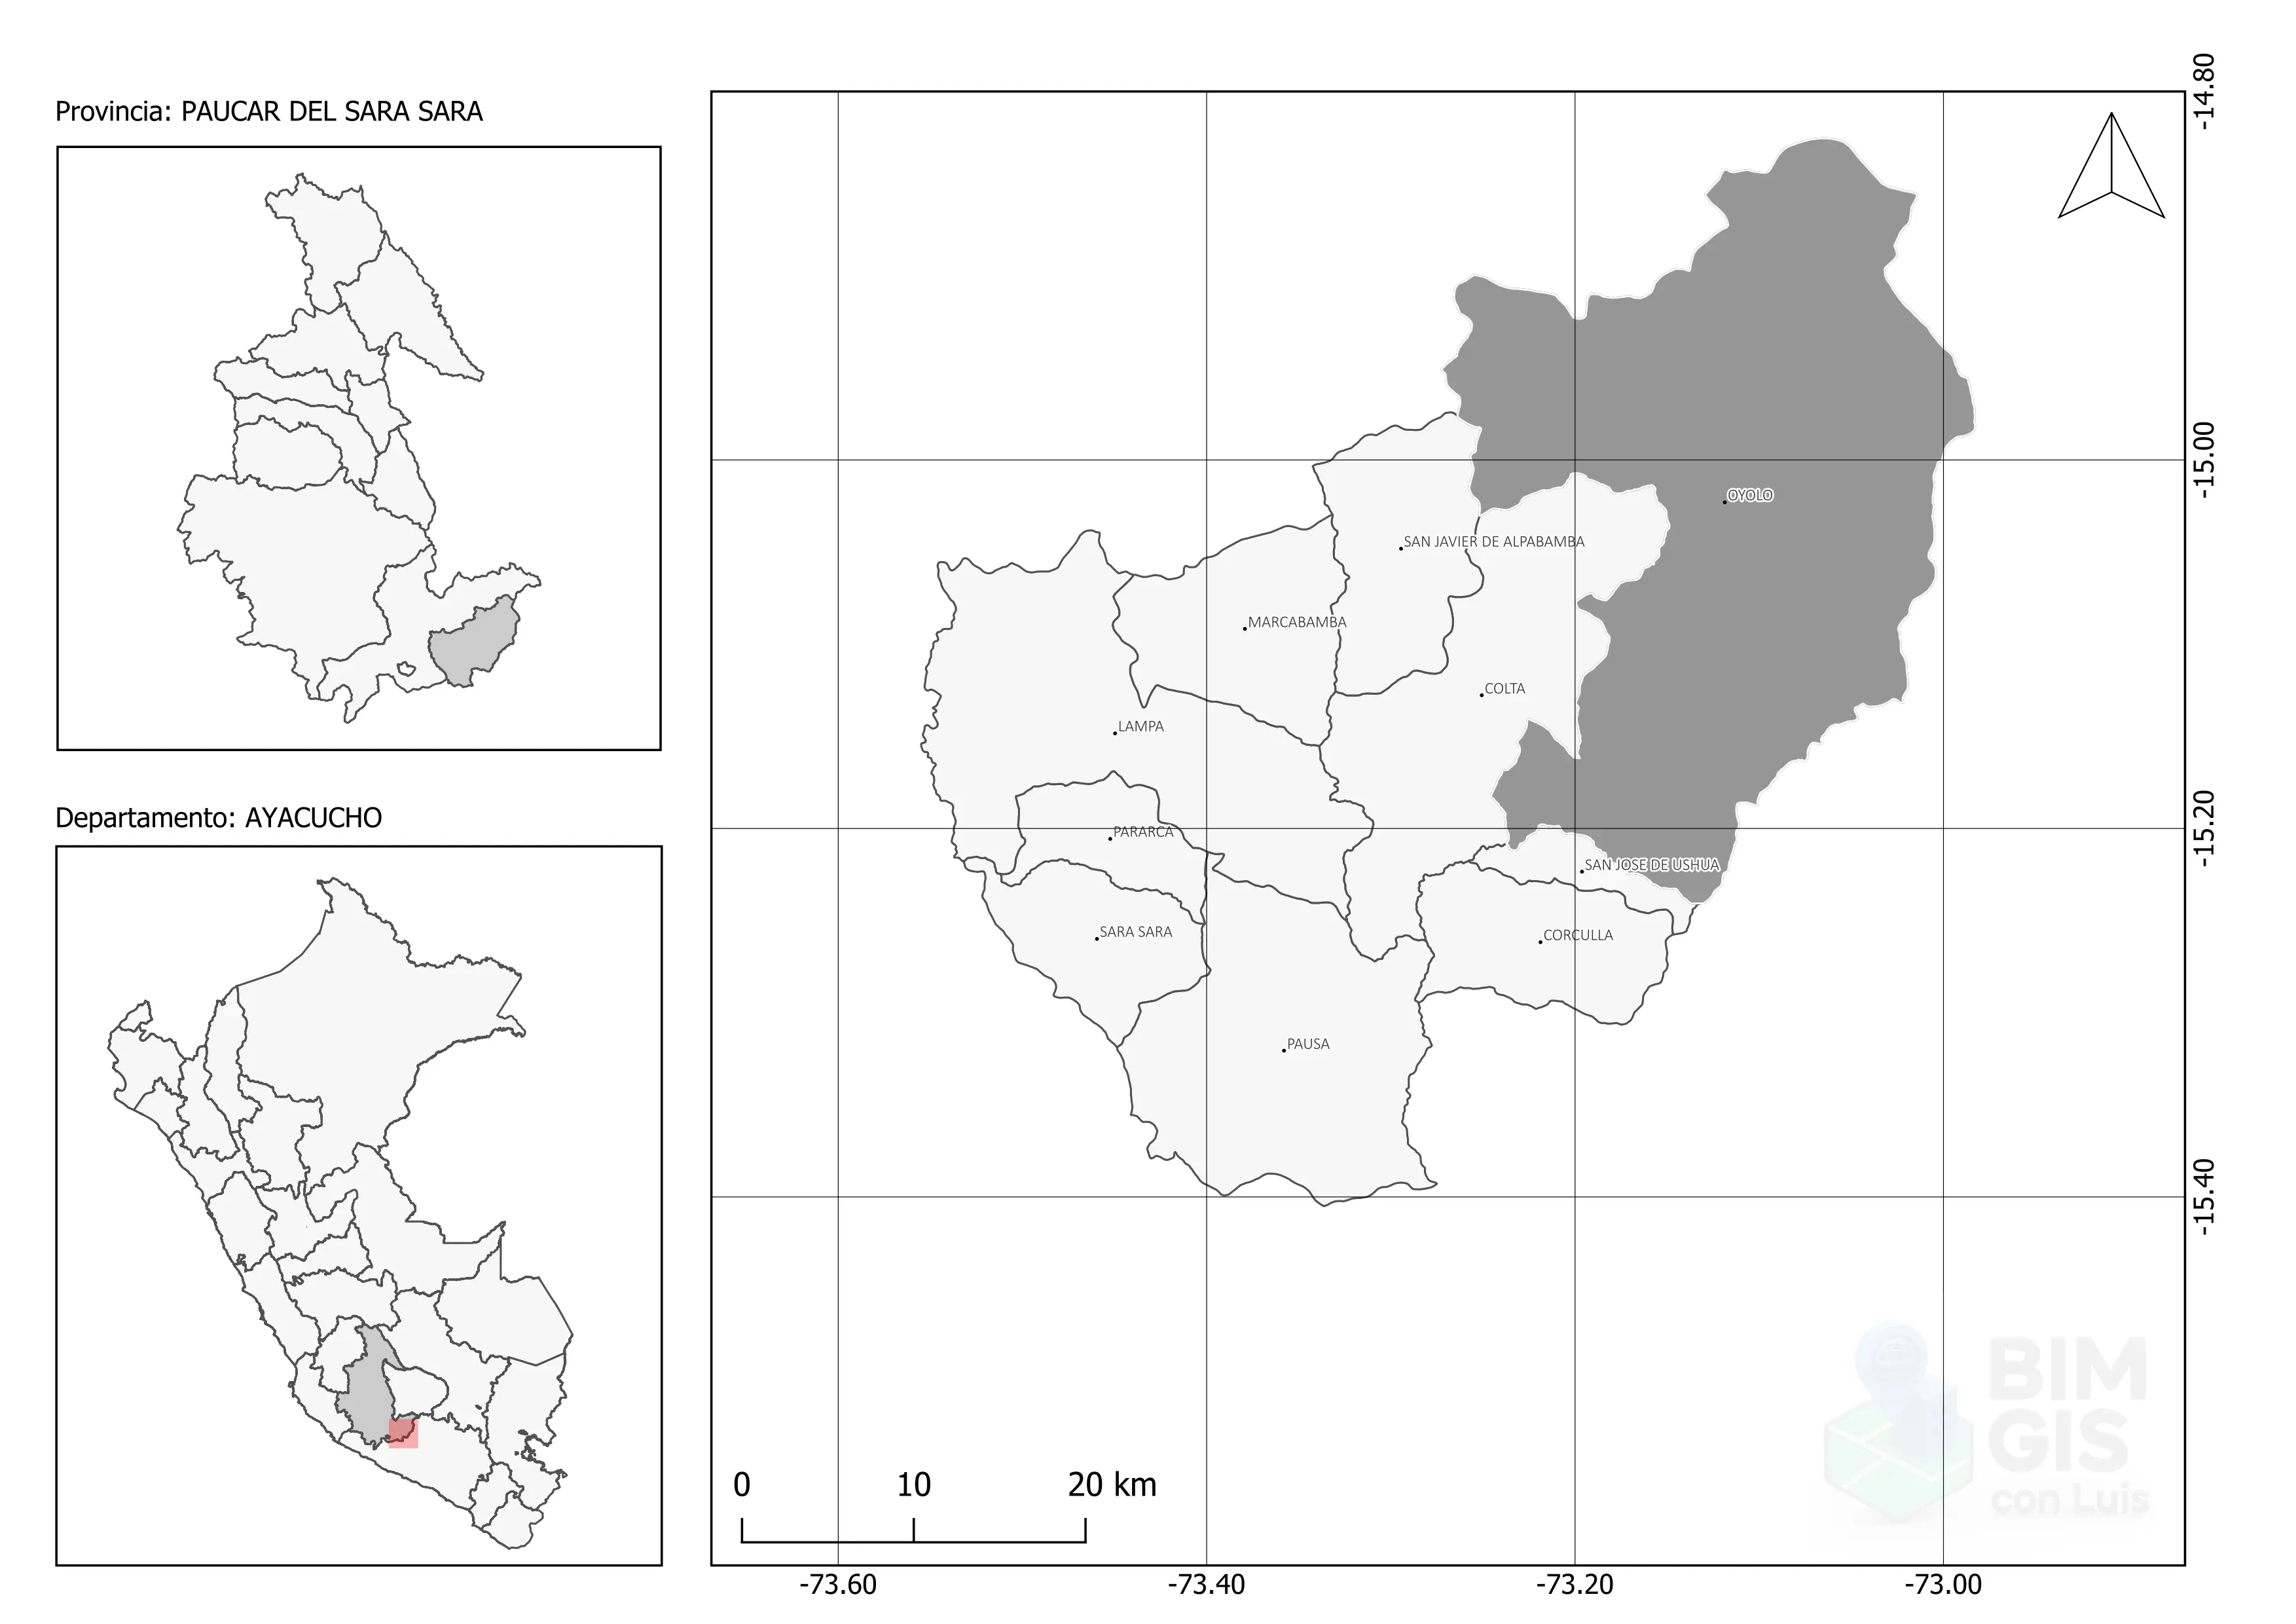 Provincia: PAUCAR DEL SARA SARA
Departamento: AYACUCHO
-14.80
-15.00
-15.20
-15.40
OYOLO
SAN JAVIER DE ALPABAMBA
MARCABAMBA
COLTA
LAMPA
PARARCA
SAN JOSE DE USHUA
SARA SARA
CORCULLA
PAUSA
BIM
GIS
con Luis
0 10 20 km
-73.60 -73.40 -73.20 -73.00